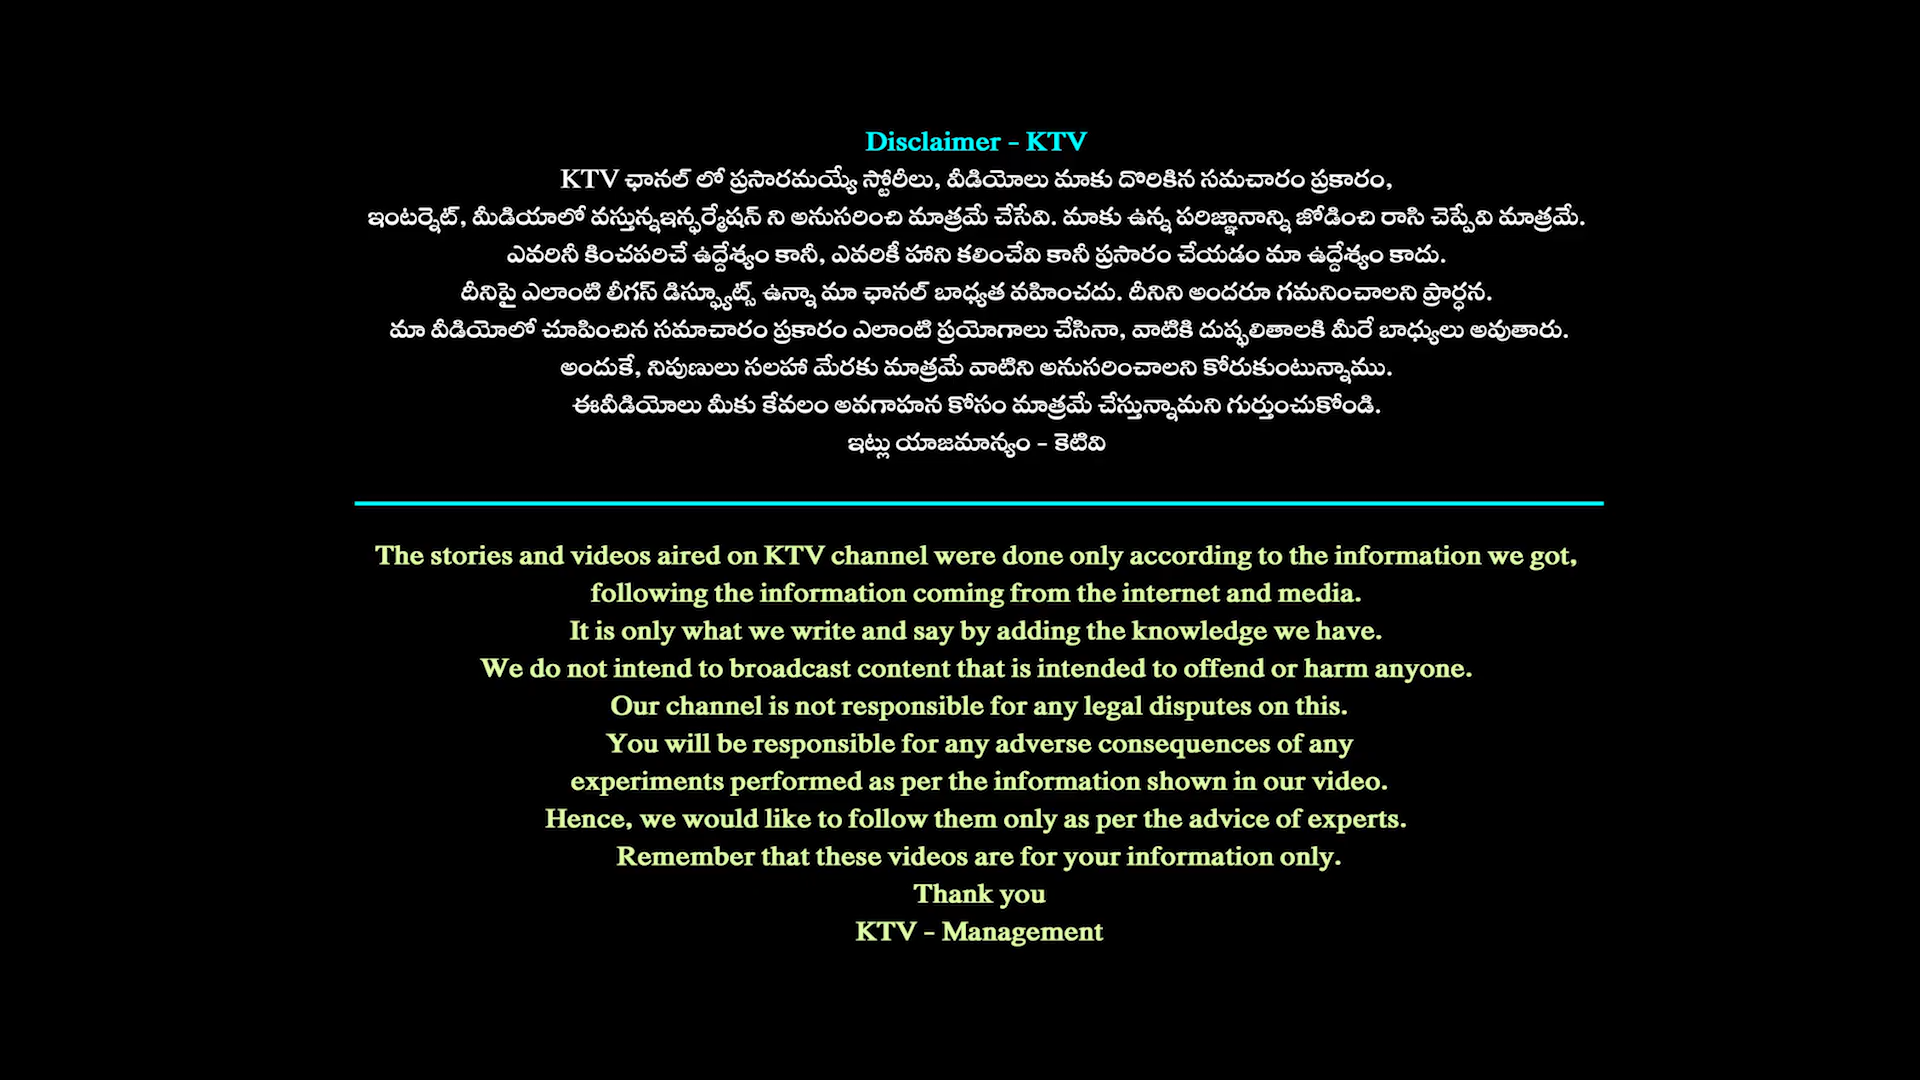 Disclaimer - KTV
KTV ఛానల్ లో ప్రసారమయ్యే స్టోరీలు, వీడియోలు మాకు దొరికిన సమచారం ప్రకారం,
ఇంటర్నెట్, మీడియాలో వస్తున్నఇన్ఫర్మేషన్ ని అనుసరించి మాత్రమే చేసేవి. మాకు ఉన్న పరిజ్ఞానాన్ని జోడించి రాసి చెప్పేవి మాత్రమే.
ఎవరినీ కించపరిచే ఉద్దేశ్యం కానీ, ఎవరికీ హాని కలించేవి కానీ ప్రసారం చేయడం మా ఉద్దేశ్యం కాదు.
దీనిపై ఎలాంటి లీగస్ డిస్ప్యూట్స్ ఉన్నా మా ఛానల్ బాధ్యత వహించదు. దీనిని అందరూ గమనించాలని ప్రార్ధన.
మా వీడియోలో చూపించిన సమాచారం ప్రకారం ఎలాంటి ప్రయోగాలు చేసినా, వాటికి దుష్ఫలితాలకి మీరే బాధ్యులు అవుతారు.
అందుకే, నిపుణులు సలహా మేరకు మాత్రమే వాటిని అనుసరించాలని కోరుకుంటున్నాము.
ఈవీడియోలు మీకు కేవలం అవగాహన కోసం మాత్రమే చేస్తున్నామని గుర్తుంచుకోండి.
ఇట్లు యాజమాన్యం - కెటివి
The stories and videos aired on KTV channel were done only according to the information we got,
following the information coming from the internet and media.
It is only what we write and say by adding the knowledge we have.
We do not intend to broadcast content that is intended to offend or harm anyone.
Our channel is not responsible for any legal disputes on this.
You will be responsible for any adverse consequences of any
experiments performed as per the information shown in our video.
Hence, we would like to follow them only as per the advice of experts.
Remember that these videos are for your information only.
Thank you
KTV - Management